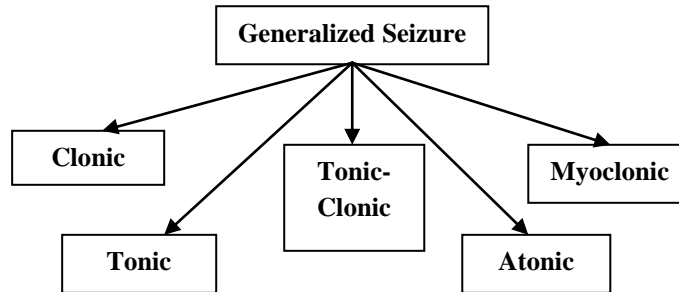 Generalized Seizure
Clonic
Tonic-
Clonic
Myoclonic
Tonic
Atonic